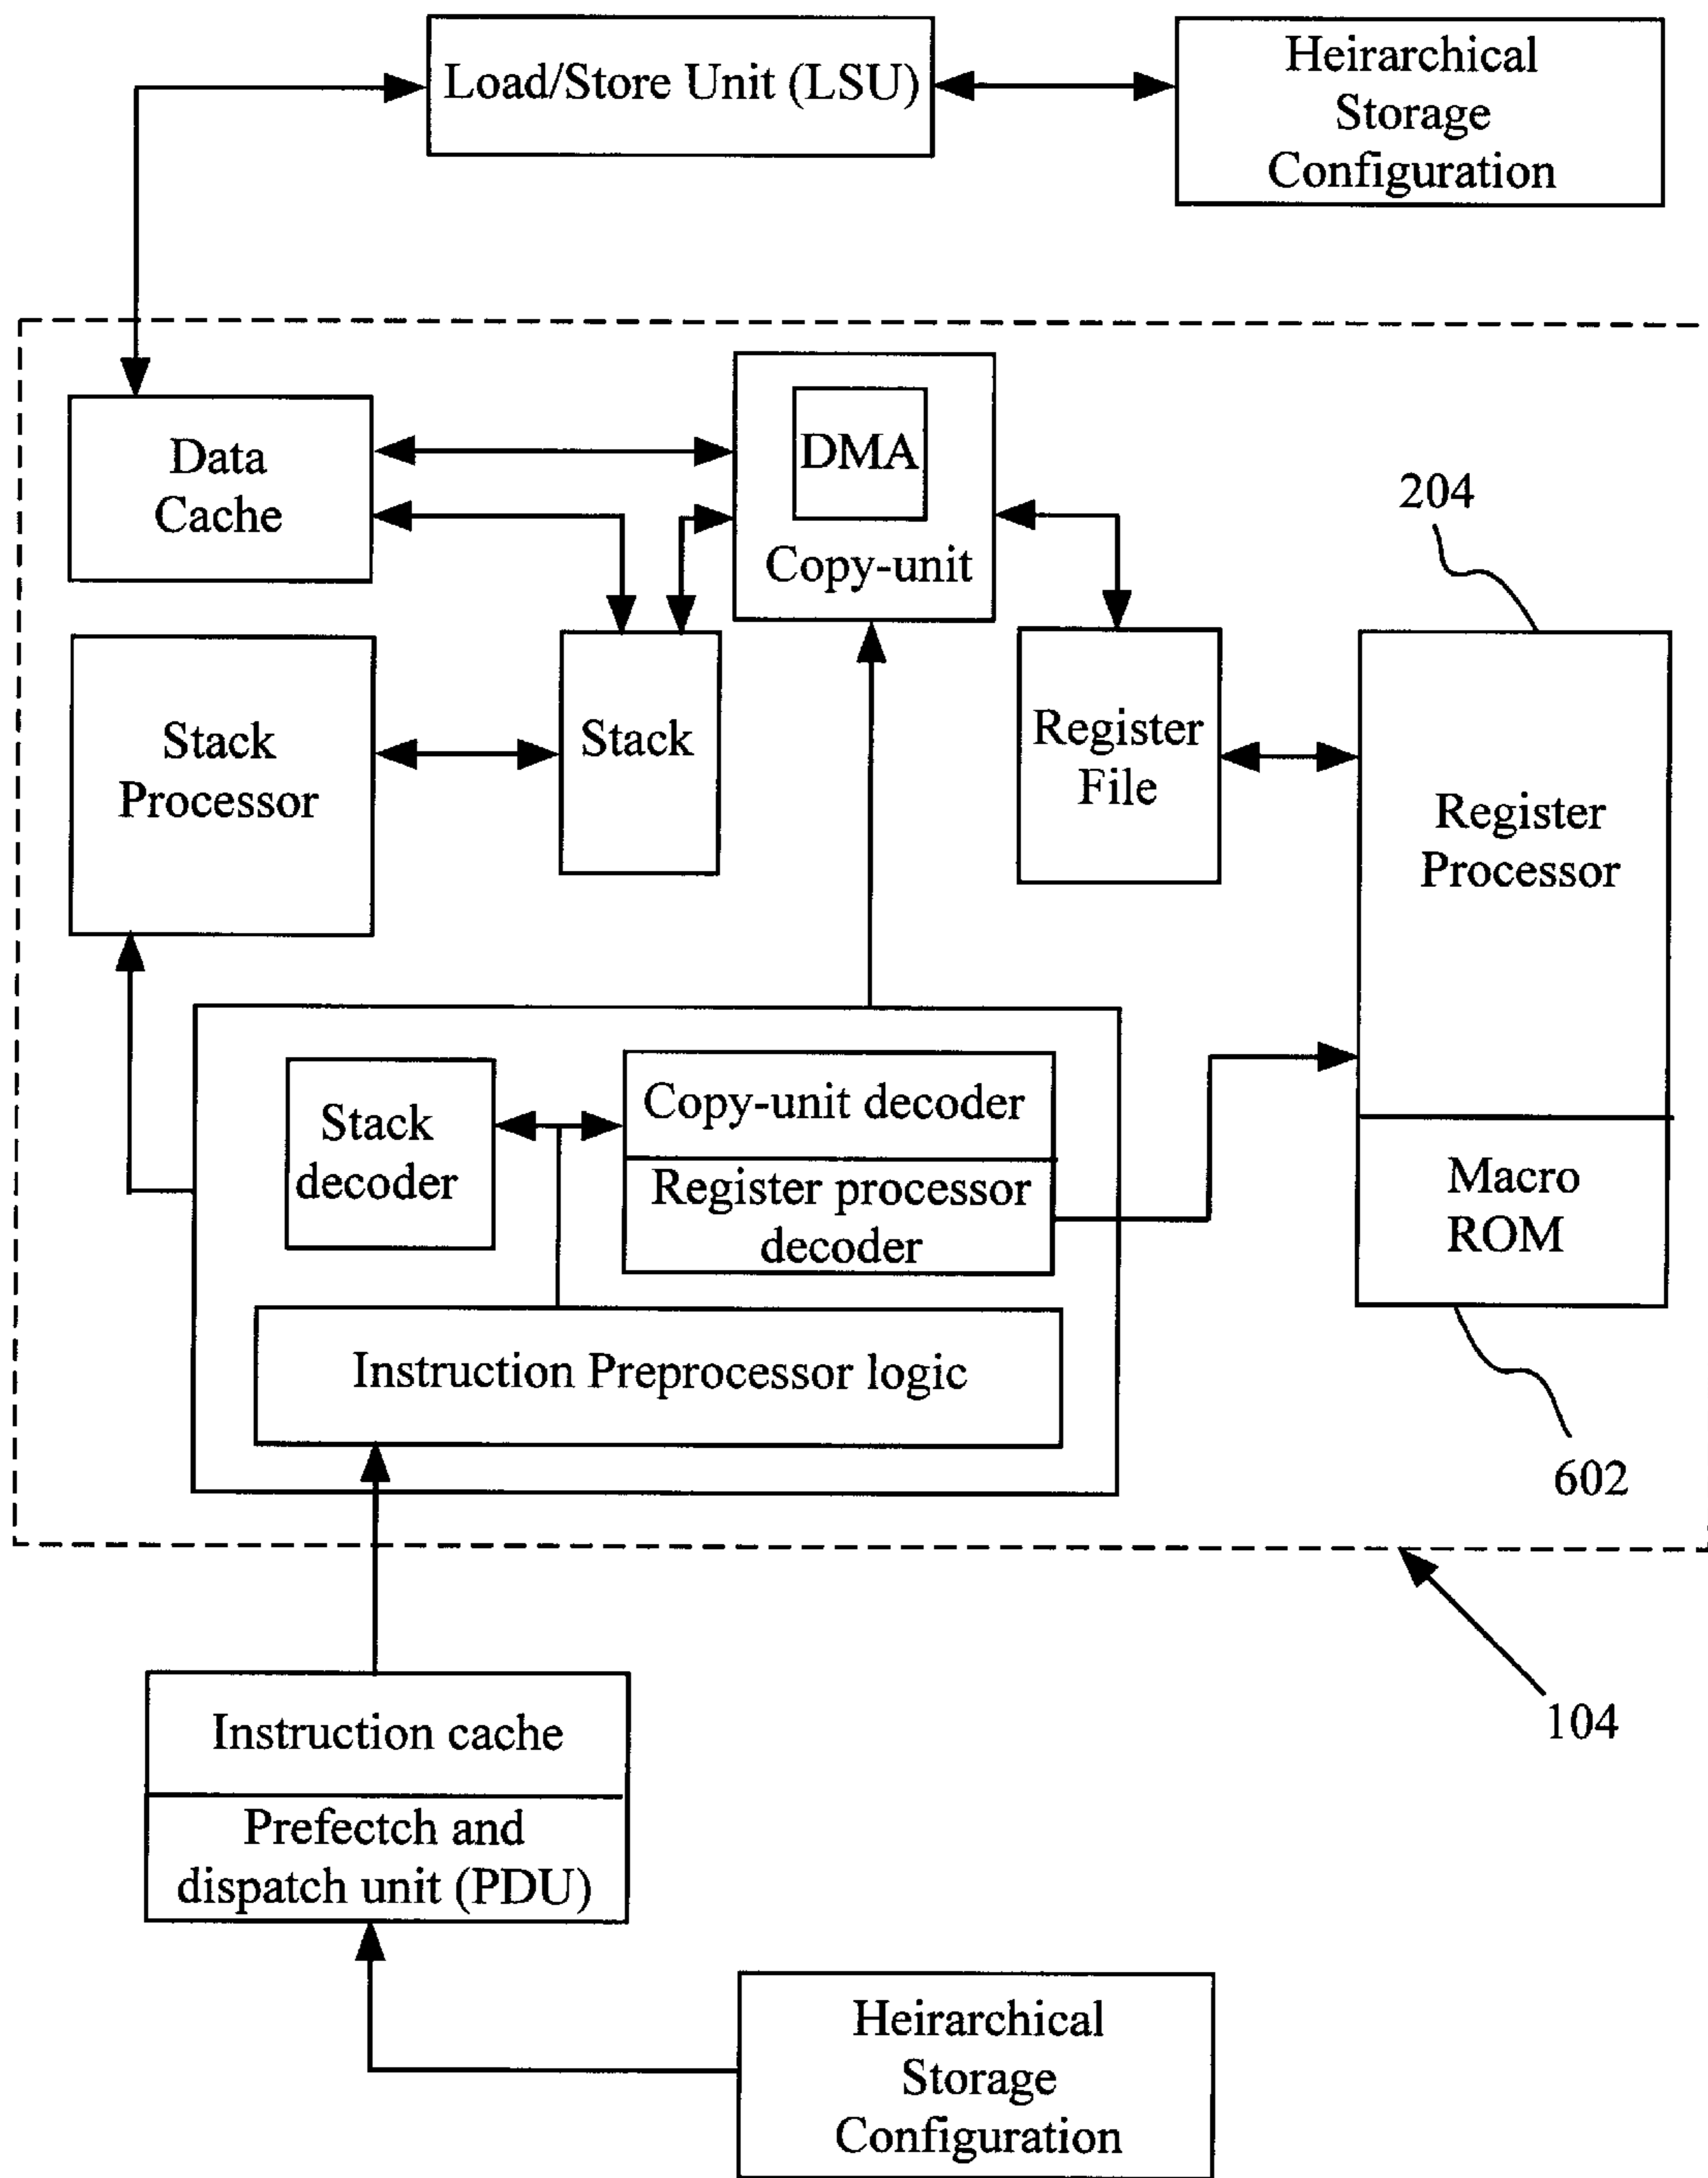 Load/Store Unit (LSU)
Heirarchical
Storage
Configuration
Data
Cache
DMA
Copy-unit
204
Stack
Processor
Stack
Register
File
Register
Processor
Stack
decoder
Copy-unit decoder
Register processor
decoder
Macro
ROM
Instruction Preprocessor logic
602
Instruction cache
Prefectch and
dispatch unit (PDU)
104
Heirarchical
Storage
Configuration